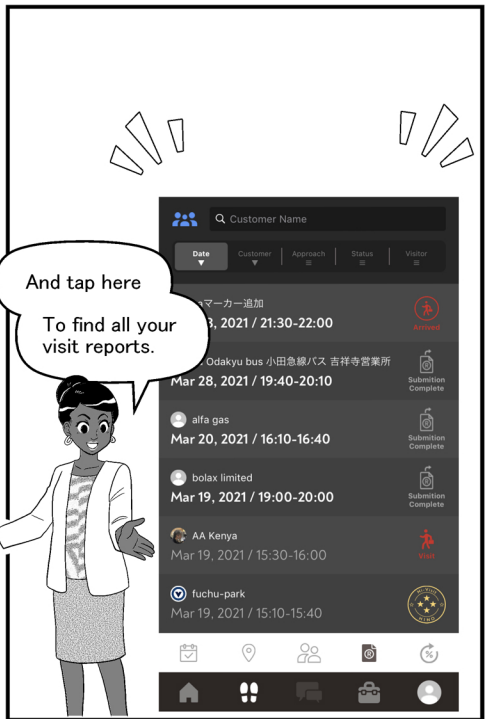 Customer Name
Date
Customer
Approach
Status
Visitor
And tap here
To find all your
visit reports.
マーカー追加
, 2021 / 21:30-22:00
Arrived
Odakyu bus 小田急線バス 吉祥寺営業所
Mar 28, 2021 / 19:40-20:10
Submition
Complete
alfa gas
Mar 20, 2021 / 16:10-16:40
Submition
Complete
bolax limited
Mar 19, 2021 / 19:00-20:00
Submition
Complete
AA Kenya
Mar 19, 2021 / 15:30-16:00
Visit
fuchu-park
Mar 19, 2021 / 15:10-15:40
HINO